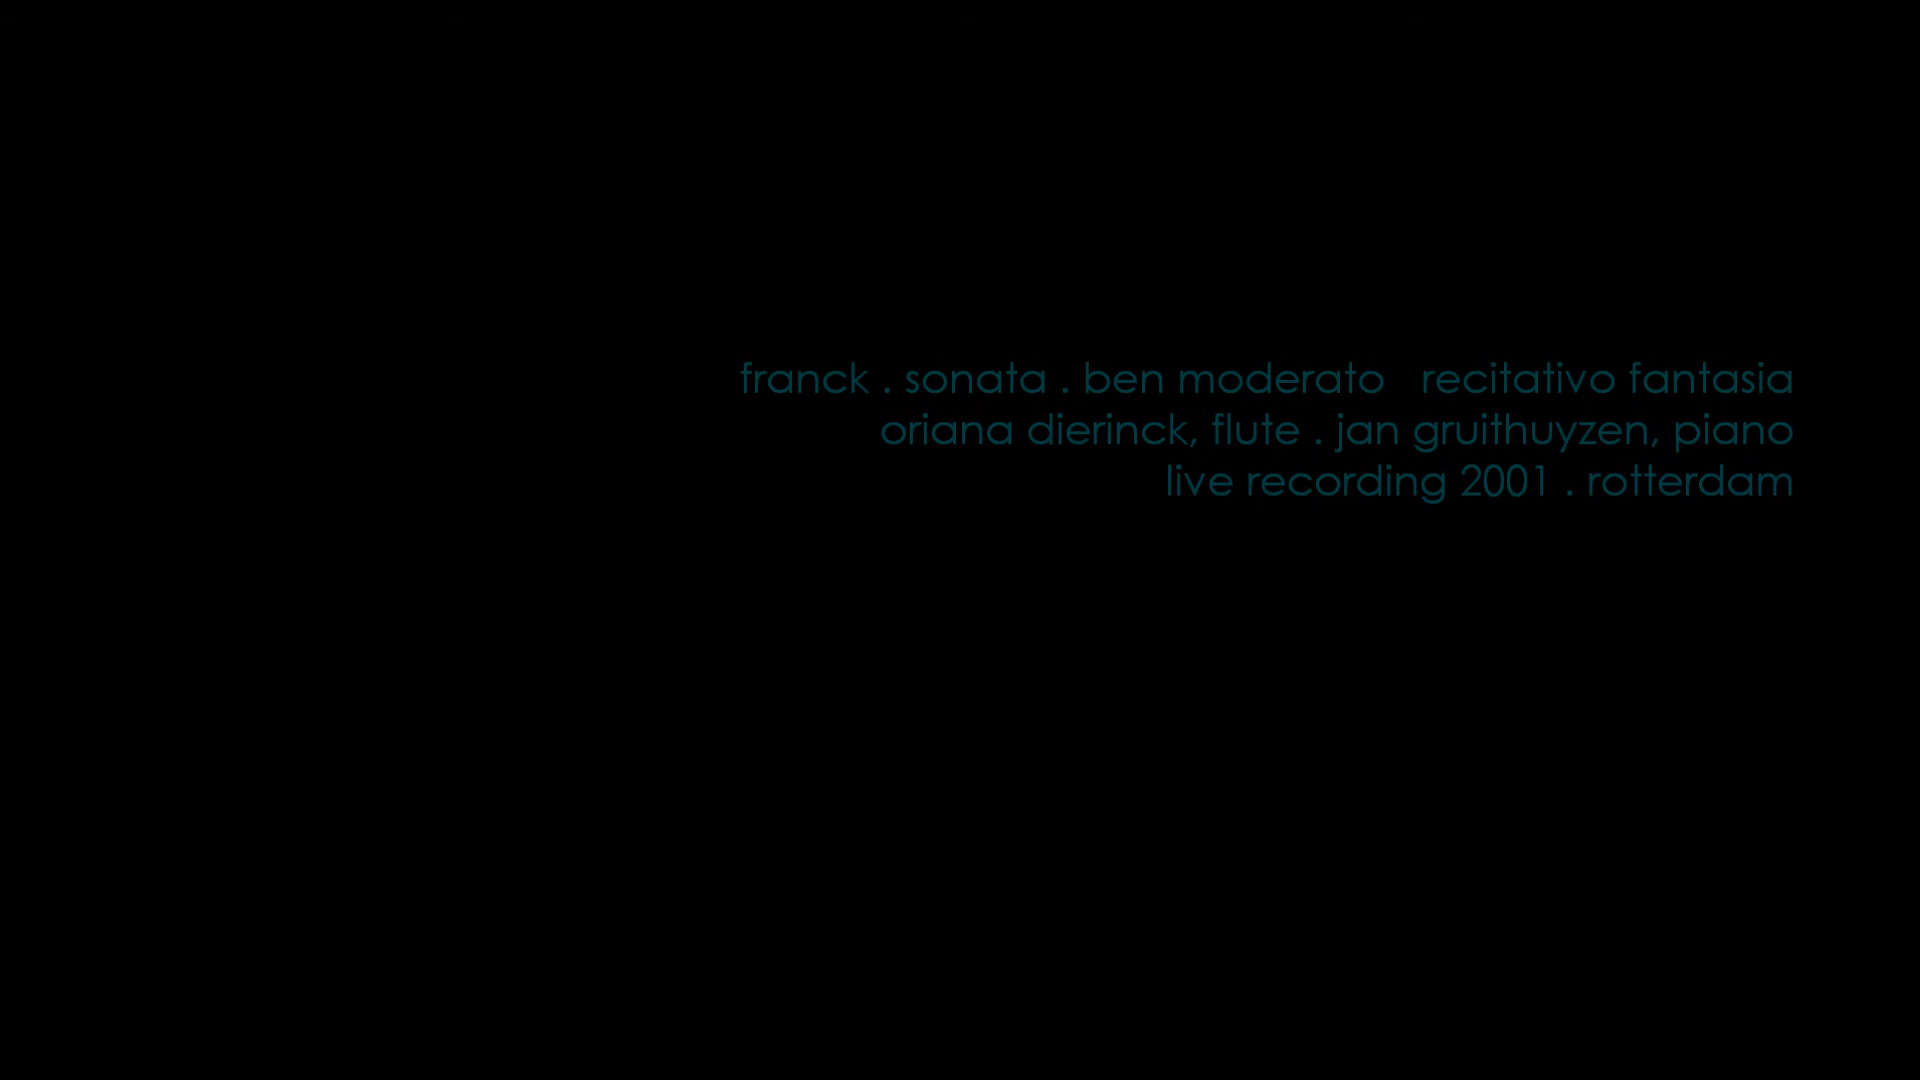 franck . sonata . ben moderato   recitativo fantasia
oriana dierinck, flute . jan gruithuyzen, piano
live recording 2001 . rotterdam